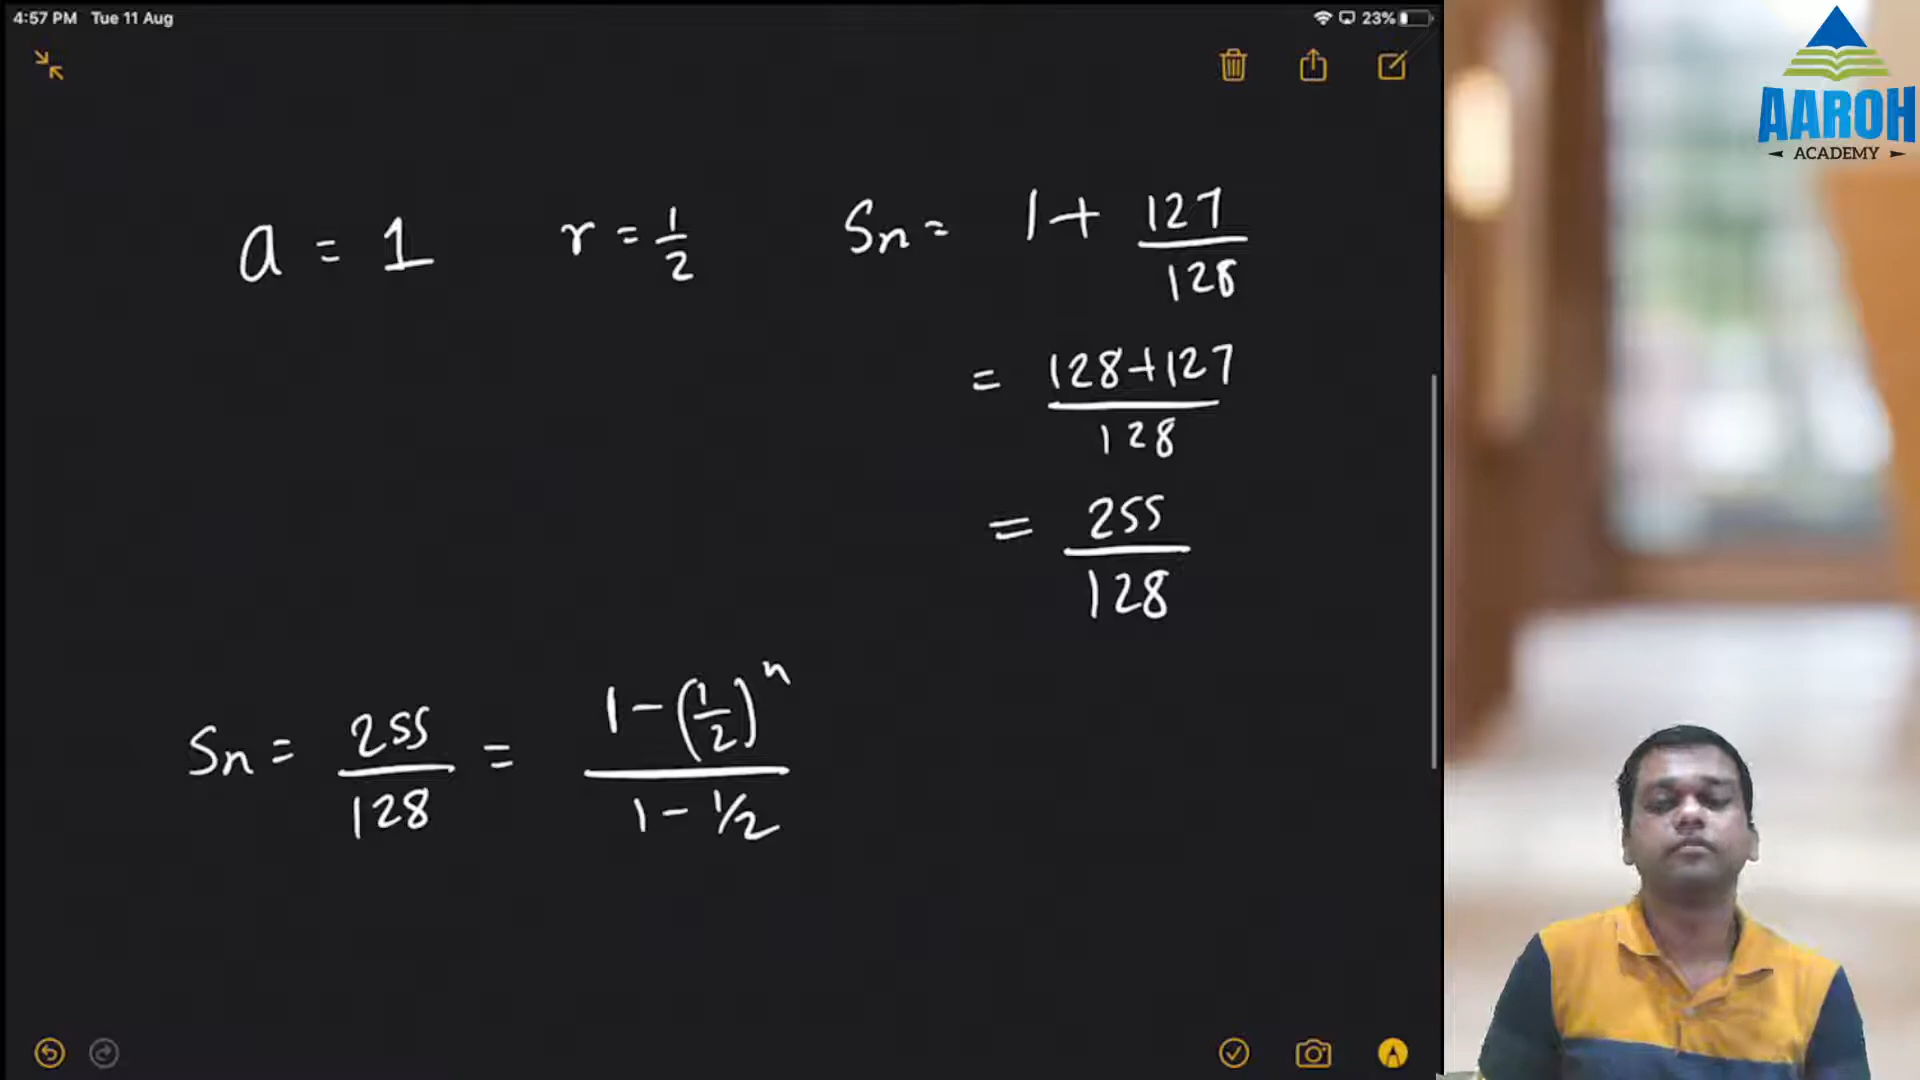 4:57 PM Tue 11 Aug
23%
AAROH
ACADEMY
a = 1 r = 1/2 Sn = 1 + 127/128
= 128+127/128
= 255/128
Sn = 255/128 = 1-(1/2)^n / 1-1/2